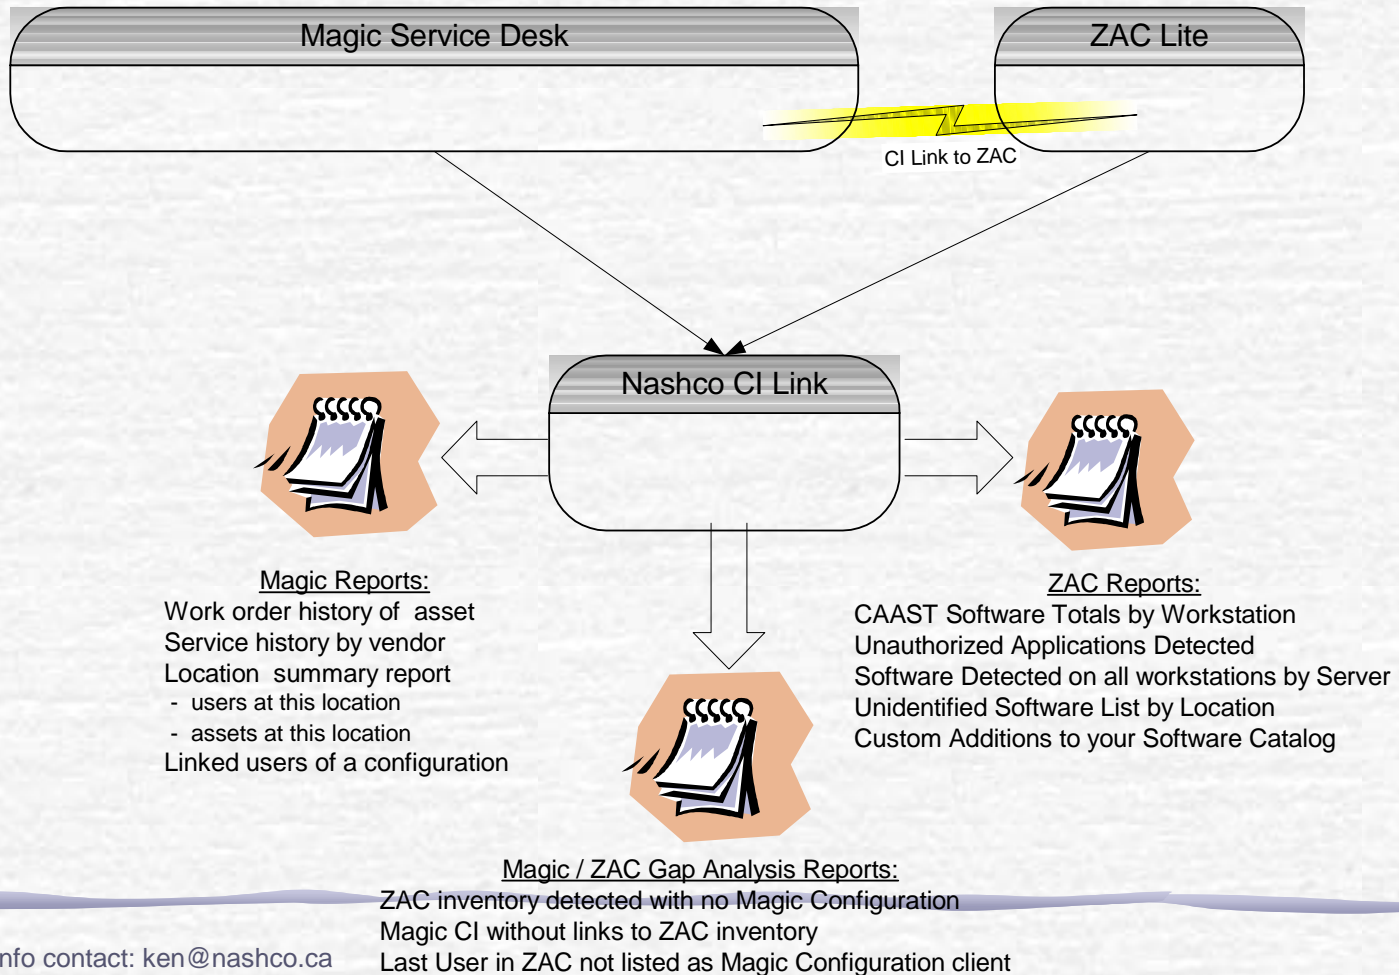 Magic Service Desk
ZAC Lite
CI Link to ZAC
Nashco CI Link
Magic Reports:
Work order history of  asset
Service history by vendor
Location  summary report
-  users at this location
-  assets at this location
Linked users of a configuration
ZAC Reports:
CAAST Software Totals by Workstation
Unauthorized Applications Detected
Software Detected on all workstations by Server
Unidentified Software List by Location
Custom Additions to your Software Catalog
Magic / ZAC Gap Analysis Reports:
ZAC inventory detected with no Magic Configuration
Magic CI without links to ZAC inventory
Last User in ZAC not listed as Magic Configuration client
nfo contact: ken@nashco.ca